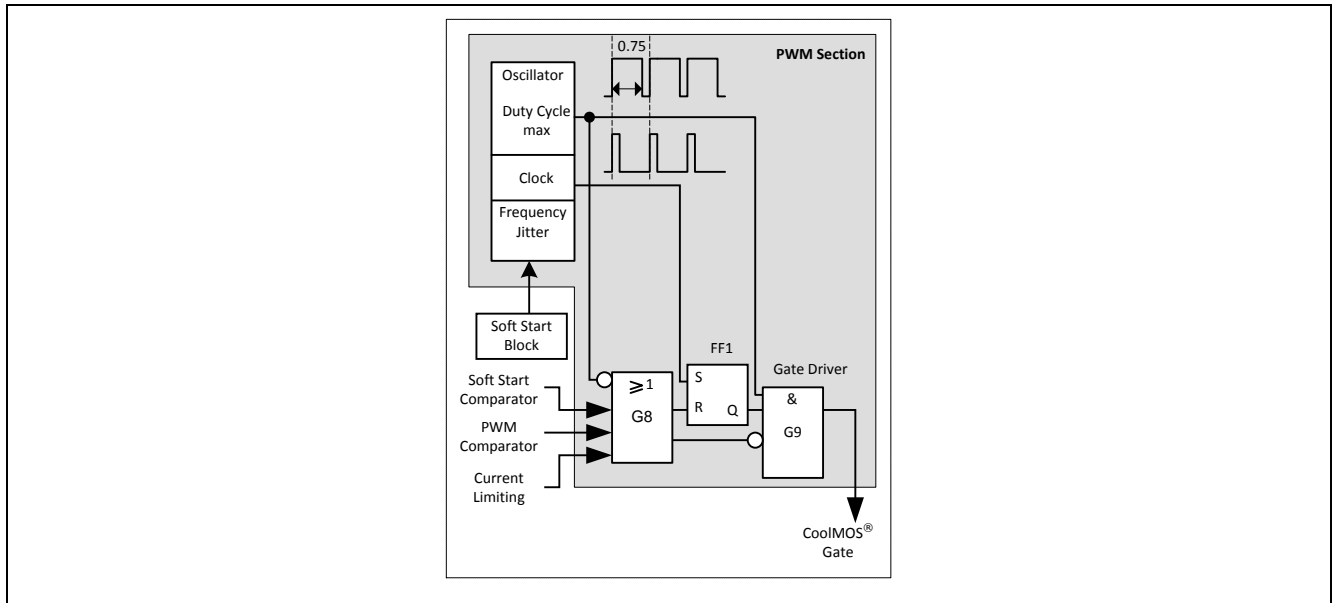 0.75
PWM Section
Oscillator
Duty Cycle
max
Clock
Frequency
Jitter
Soft Start
Block
FF1
Gate Driver
Soft Start
Comparator
PWM
Comparator
Current
Limiting
⩾1
G8
S
R
Q
&
G9
CoolMOS®
Gate